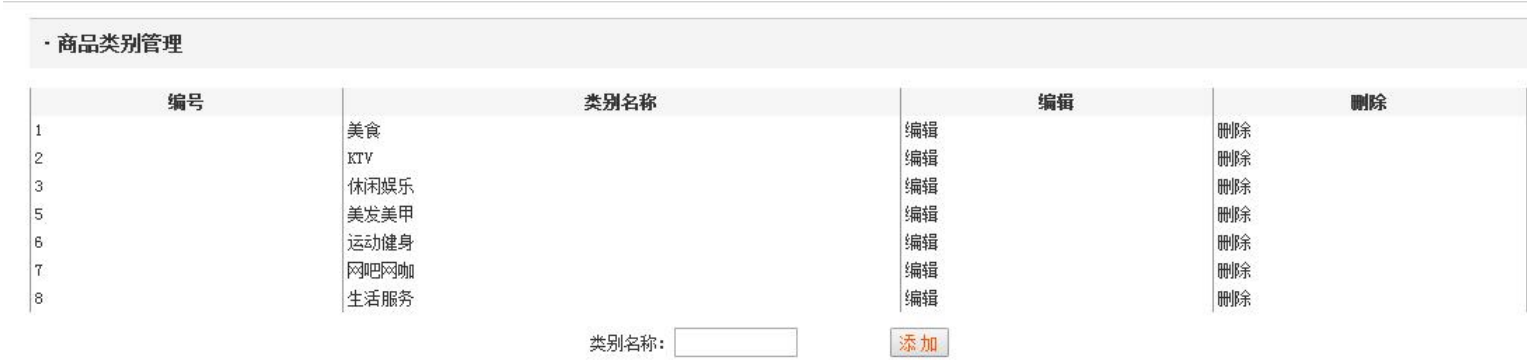 ·商品类别管理
编号 类别名称 编辑 删除
1 美食 编辑 删除
2 KTV 编辑 删除
3 休闲娱乐 编辑 删除
5 美发美甲 编辑 删除
6 运动健身 编辑 删除
7 网吧网咖 编辑 删除
8 生活服务 编辑 删除
类别名称: 添加